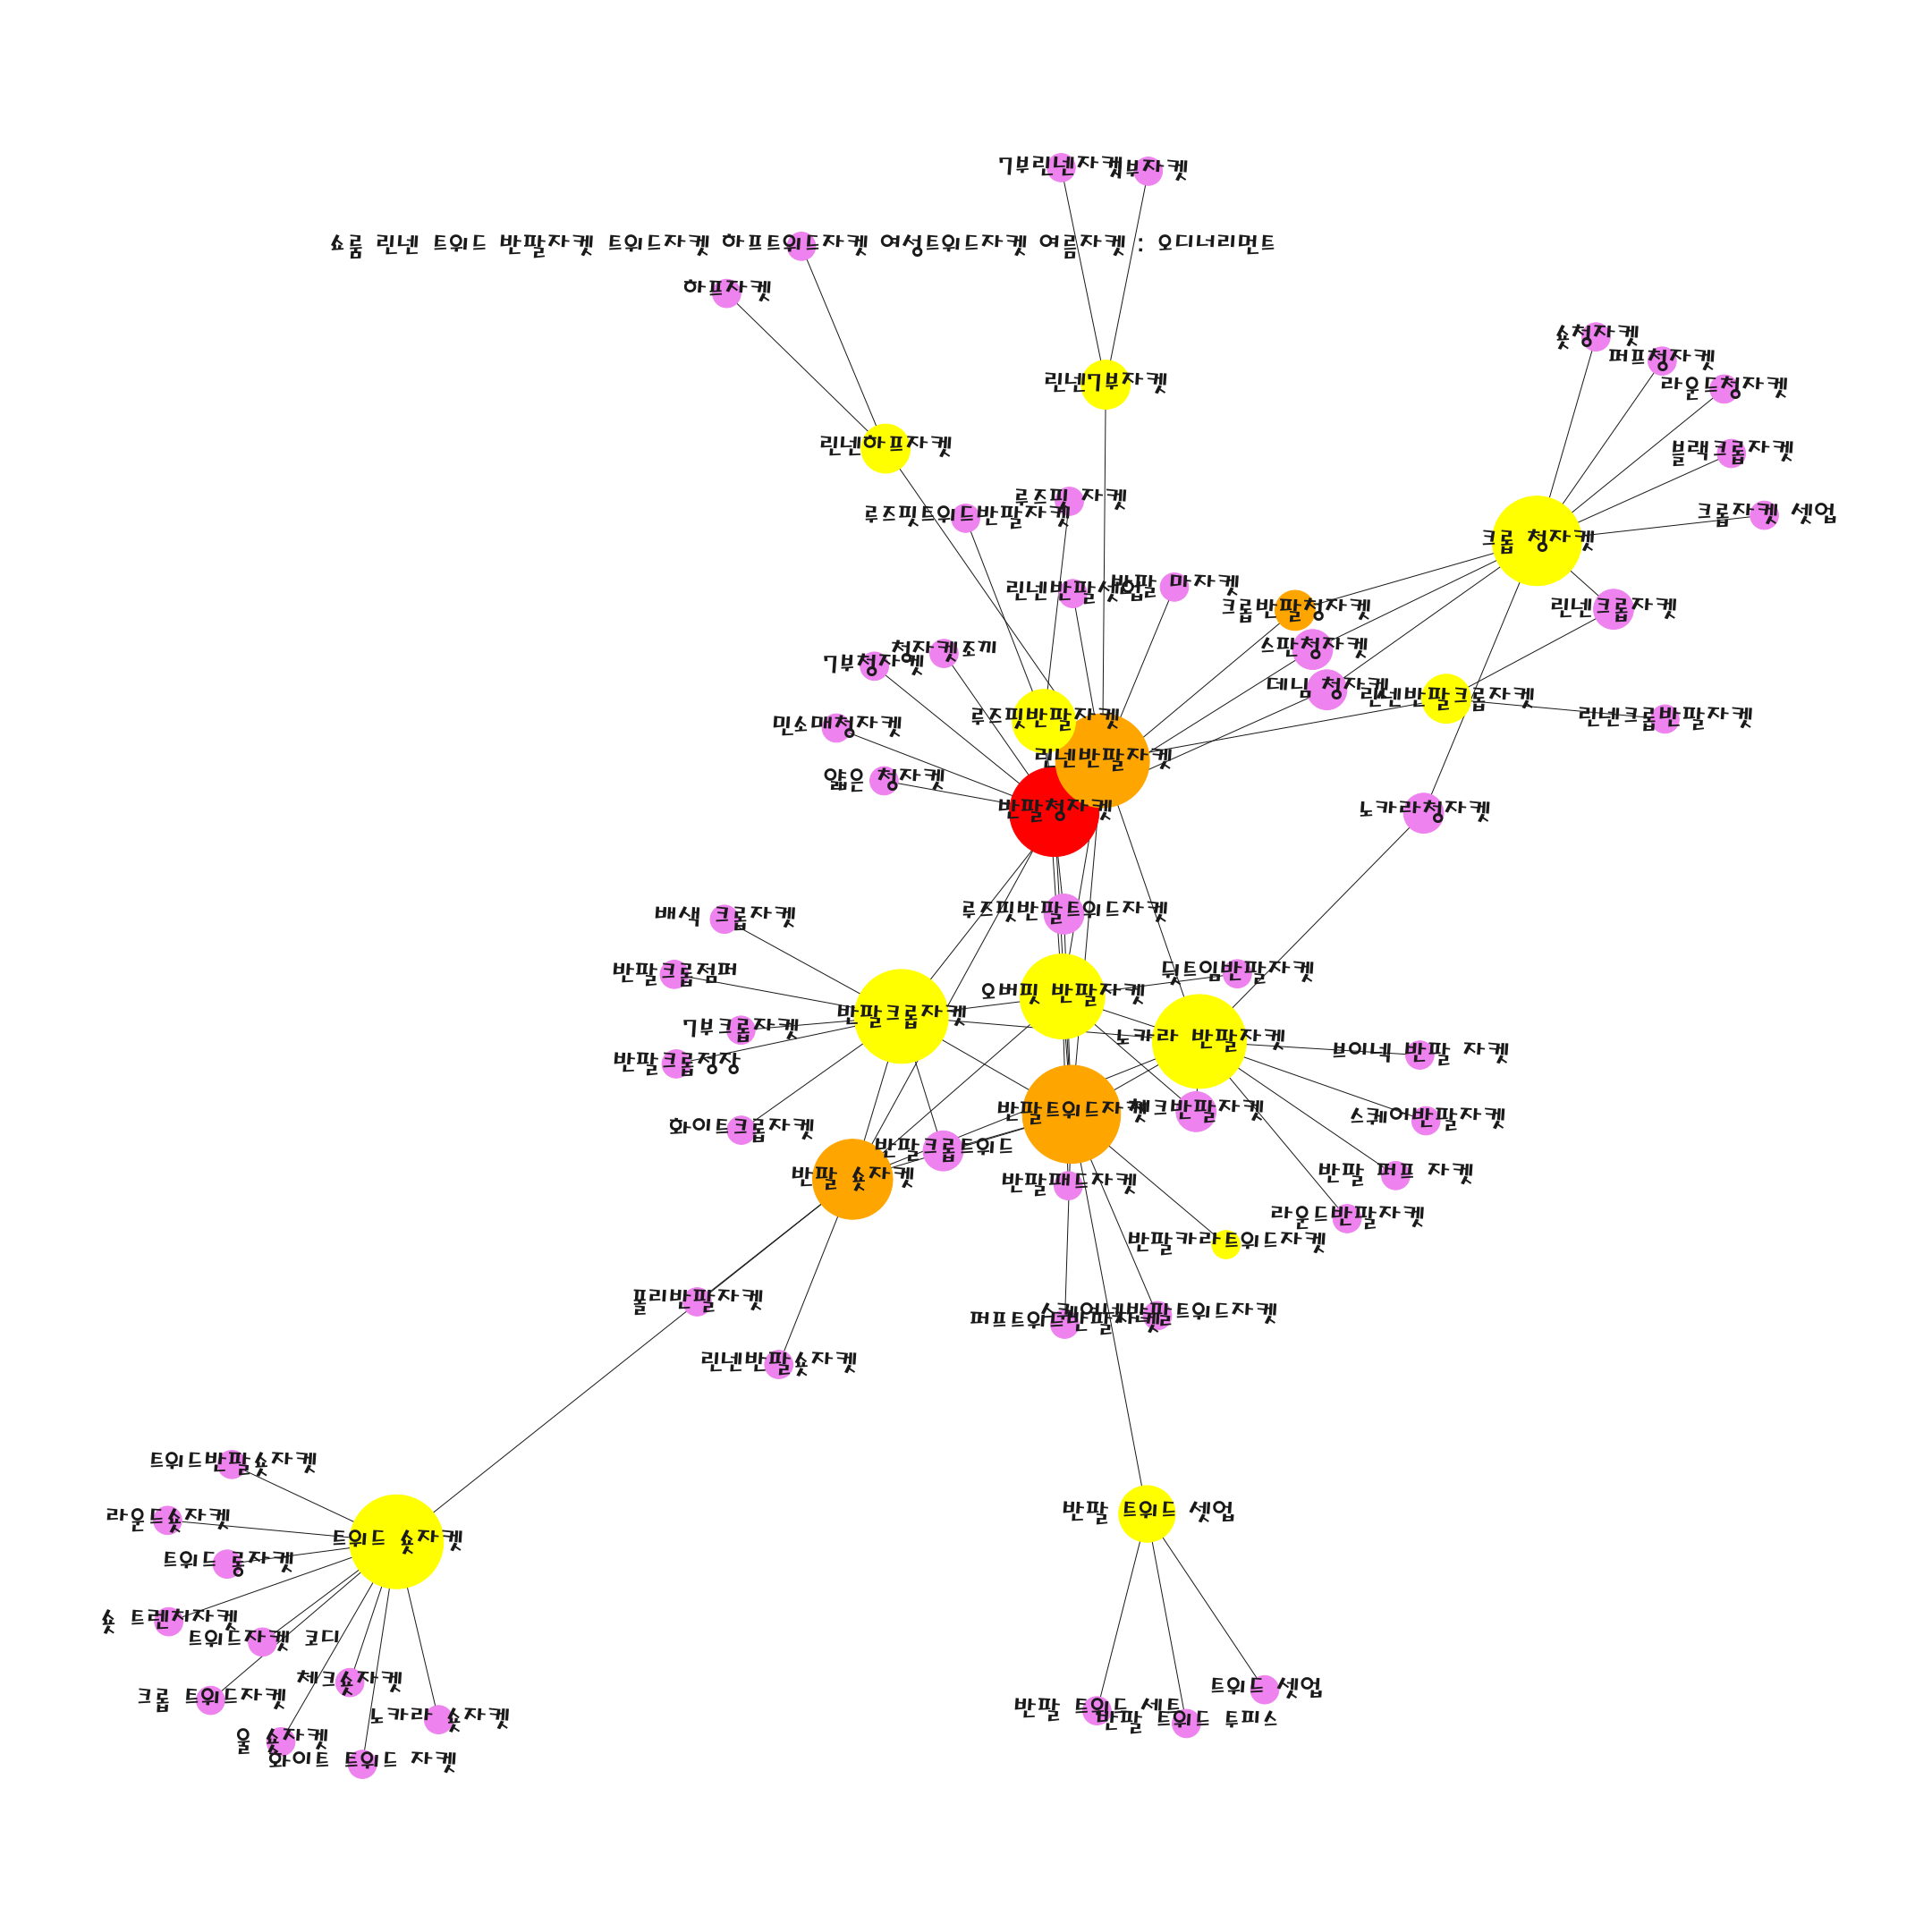 7부린넨자켓
쇼룸 린넨 트위드 반팔자켓 트위드자켓 하프트위드자켓 여성트위드자켓 여름자켓 : 오디너리먼트
하프자켓
숏청자켓
퍼프청자켓
라운드청자켓
린넨7부자켓
린넨하프자켓
블랙크롭자켓
루즈핏 자켓
루즈핏트위드반팔자켓
크롭자켓 셋업
크롭 청자켓
린넨반팔셋업
크롭반팔청자켓
린넨크롭자켓
청자켓조끼
7부청자켓
스판청자켓
데님 청자켓
린넨반팔크롭자켓
민소매청자켓
루즈핏반팔자켓
린넨크롭반팔자켓
린넨반팔자켓
얇은 청자켓
반팔청자켓
노카라청자켓
배색 크롭자켓
루즈핏반팔트위드자켓
반팔크롭점퍼
뒷트임반팔자켓
오버핏 반팔자켓
7부크롭자켓
반팔크롭자켓
노카라 반팔자켓
반팔크롭정장
브이넥 반팔 자켓
화이트크롭자켓
반팔트위드자켓
체크반팔자켓
스퀘어반팔자켓
반팔크롭트위드
반팔 숏자켓
반팔패드자켓
반팔 퍼프 자켓
라운드반팔자켓
반팔카라트위드자켓
폴리반팔자켓
퍼프트위드반팔자켓
스퀘어넥반팔트위드자켓
린넨반팔숏자켓
트위드반팔숏자켓
라운드숏자켓
반팔 트위드 셋업
트위드 숏자켓
트위드롱자켓
숏 트렌치자켓
트위드자켓 코디
체크숏자켓
크롭 트위드자켓
노카라 숏자켓
트위드 셋업
반팔 트위드 세트
반팔 트위드 투피스
울 숏자켓
화이트 트위드 자켓